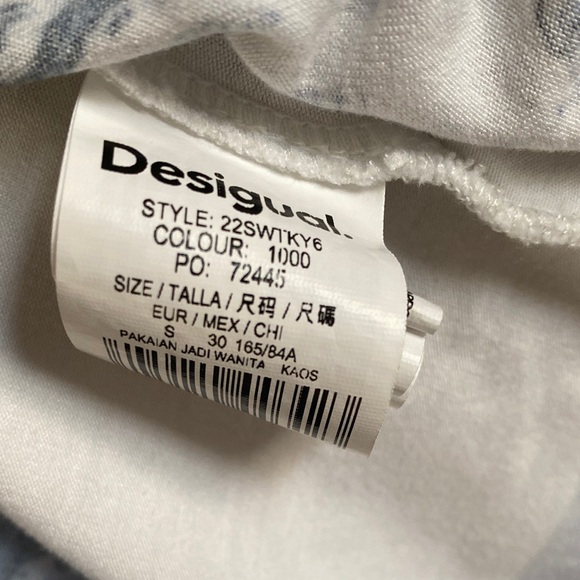 Desigual.
STYLE: 22SWTKY6
COLOUR: 1000
PO: 72445
SIZE / TALLA / 尺码 / 尺碼
EUR / MEX / CHI
S 30 165/84A
PAKAIAN JADI WANITA KAOS